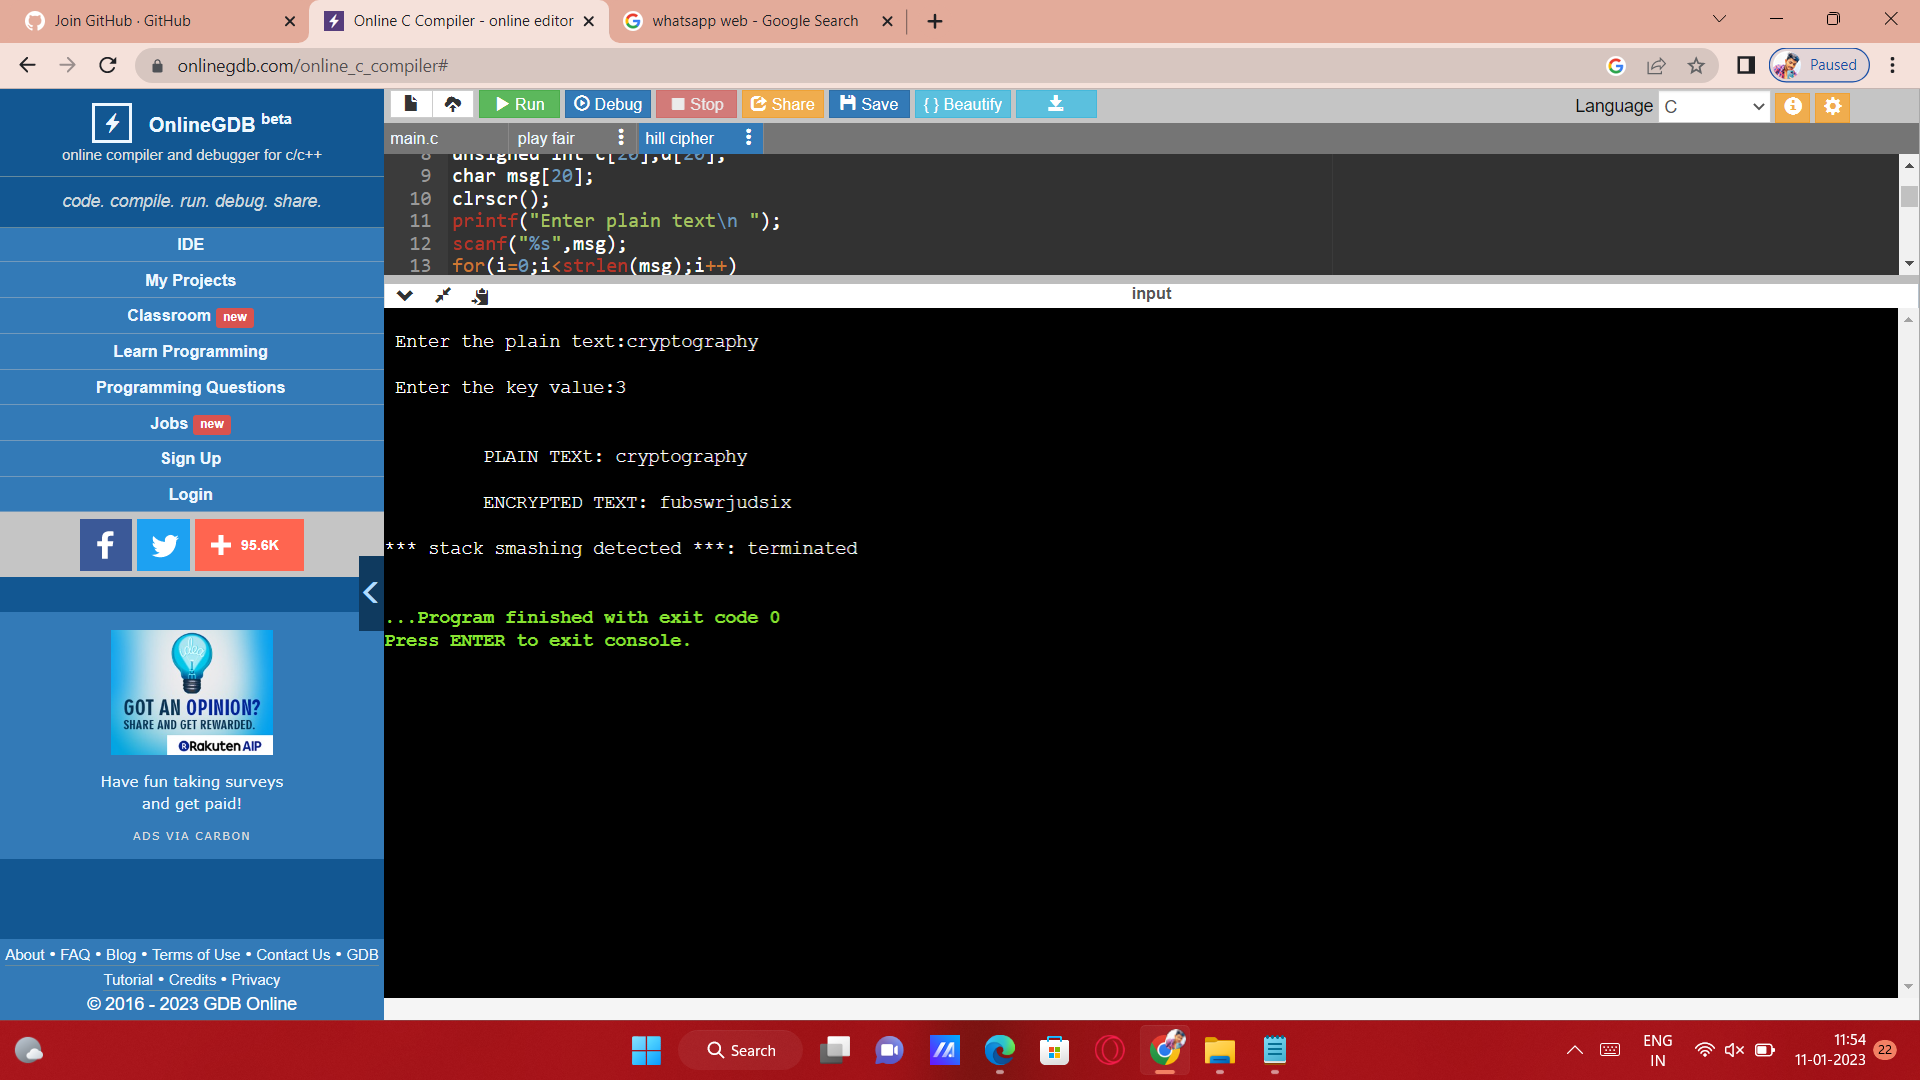 Join GitHub · GitHub
Online C Compiler - online editor
whatsapp web - Google Search
onlinegdb.com/online_c_compiler#
Paused
OnlineGDB beta
online compiler and debugger for c/c++
code. compile. run. debug. share.
IDE
My Projects
Classroom new
Learn Programming
Programming Questions
Jobs new
Sign Up
Login
95.6K
GOT AN OPINION?
SHARE AND GET REWARDED.
Rakuten AIP
Have fun taking surveys
and get paid!
ADS VIA CARBON
About • FAQ • Blog • Terms of Use • Contact Us • GDB
Tutorial • Credits • Privacy
© 2016 - 2023 GDB Online
Run Debug Stop Share Save { } Beautify
Language C
main.c play fair hill cipher
8 unsigned int c[20],d[20];
9 char msg[20];
10 clrscr();
11 printf("Enter plain text\n ");
12 scanf("%s",msg);
13 for(i=0;i<strlen(msg);i++)
input
Enter the plain text:cryptography
Enter the key value:3
PLAIN TEXt: cryptography
ENCRYPTED TEXT: fubswrjudsix
*** stack smashing detected ***: terminated
...Program finished with exit code 0
Press ENTER to exit console.
Search
ENG
IN
11:54
11-01-2023
22